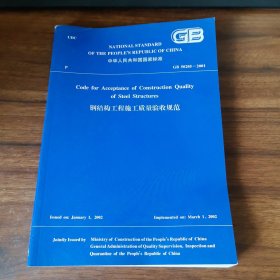 UDC
NATIONAL STANDARD
OF THE PEOPLE'S REPUBLIC OF CHINA
中华人民共和国国家标准
GB
P
GB 50205-2001
Code for Acceptance of Construction Quality
of Steel Structures
钢结构工程施工质量验收规范
Issued on: January 1, 2002
Implemented on: March 1, 2002
Jointly Issued by
Ministry of Construction of the People's Republic of China
General Administration of Quality Supervision, Inspection and
Quarantine of the People's Republic of China